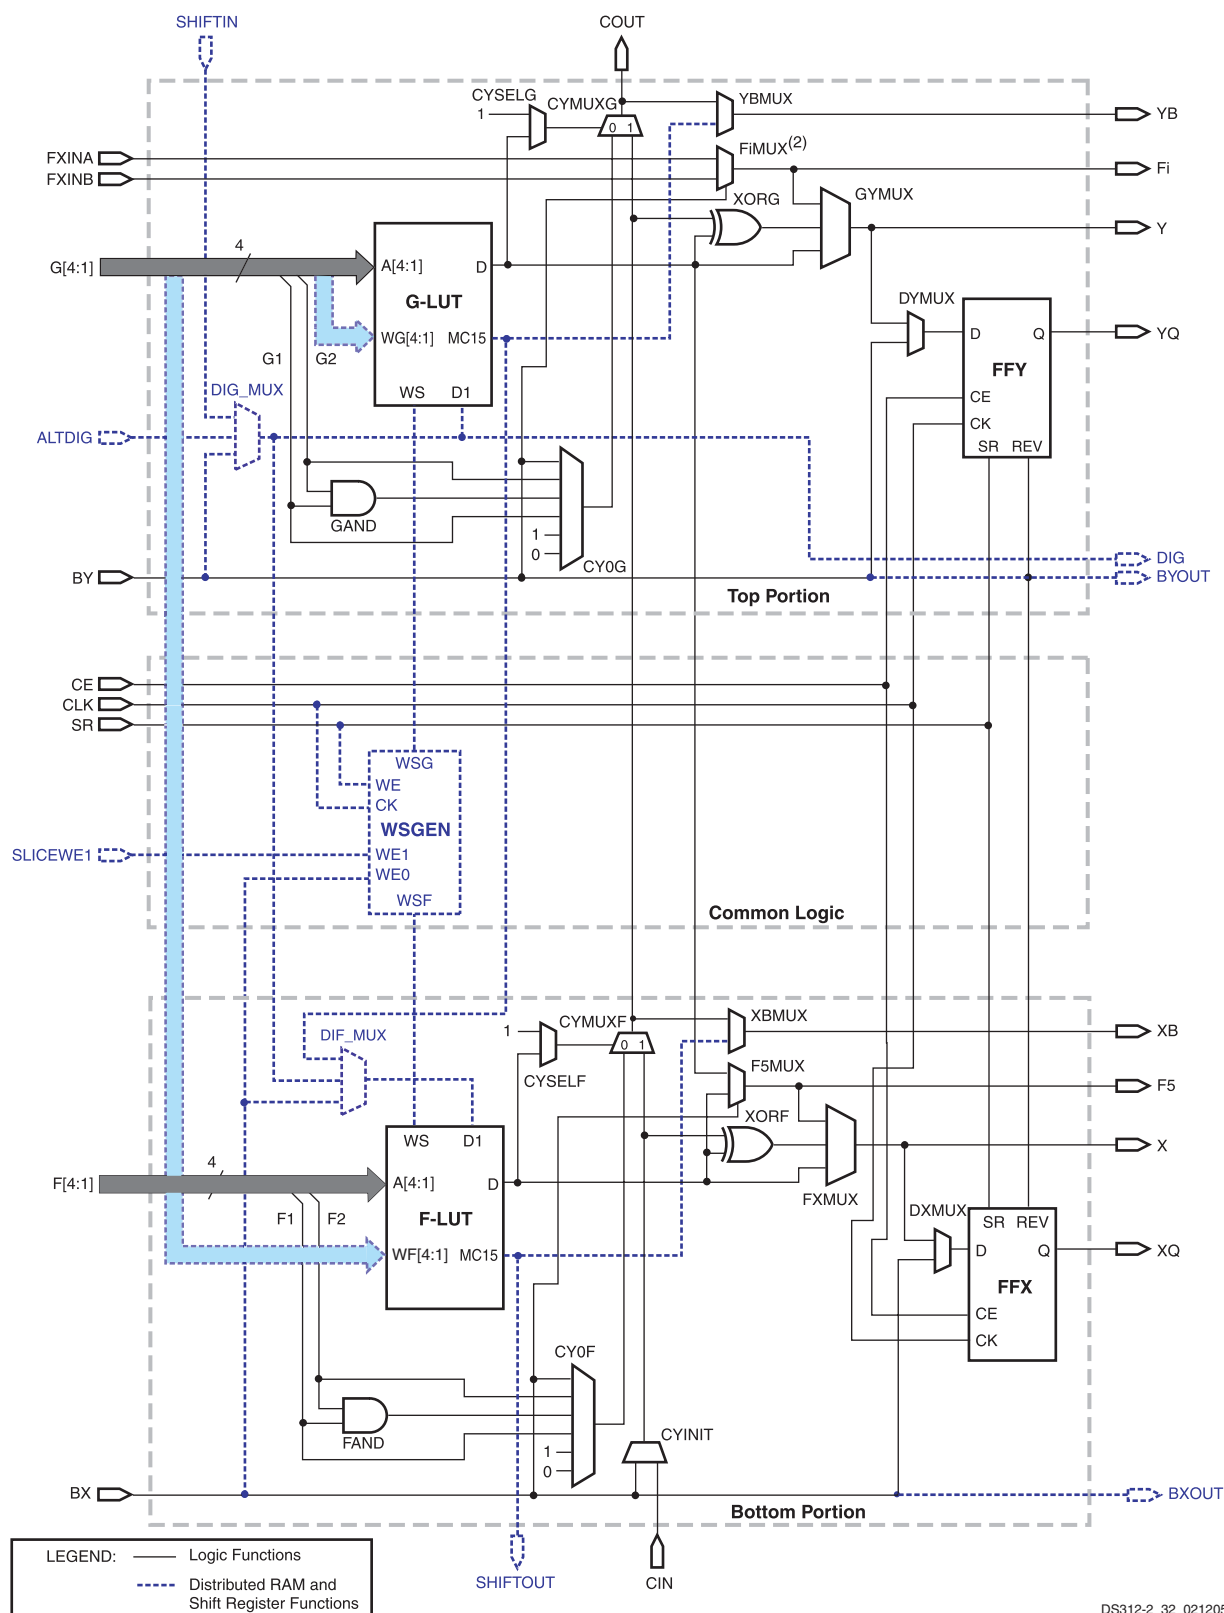 SHIFTIN
COUT
CYSELG
CYMUXG
YBMUX
1
0 1
YB
FXINA
FXINB
FiMUX(2)
Fi
XORG
GYMUX
Y
4
G[4:1]
A[4:1]
D
G-LUT
WG[4:1]
MC15
G1
G2
WS
D1
DYMUX
D
Q
YQ
FFY
CE
CK
SR
REV
DIG_MUX
ALTDIG
GAND
1
0
CY0G
DIG
BY
BYOUT
Top Portion
CE
CLK
SR
WSG
WE
CK
WSGEN
SLICEWE1
WE1
WE0
WSF
Common Logic
DIF_MUX
1
CYMUXF
0 1
CYSELF
XBMUX
XB
F5MUX
F5
XORF
X
FXMUX
WS
D1
4
F[4:1]
A[4:1]
D
F1
F2
F-LUT
WF[4:1]
MC15
DXMUX
SR
REV
D
Q
XQ
FFX
CE
CK
CY0F
FAND
1
0
CYINIT
BX
BXOUT
Bottom Portion
SHIFTOUT
CIN
LEGEND:
Logic Functions
Distributed RAM and
Shift Register Functions
DS312-2_32_021205